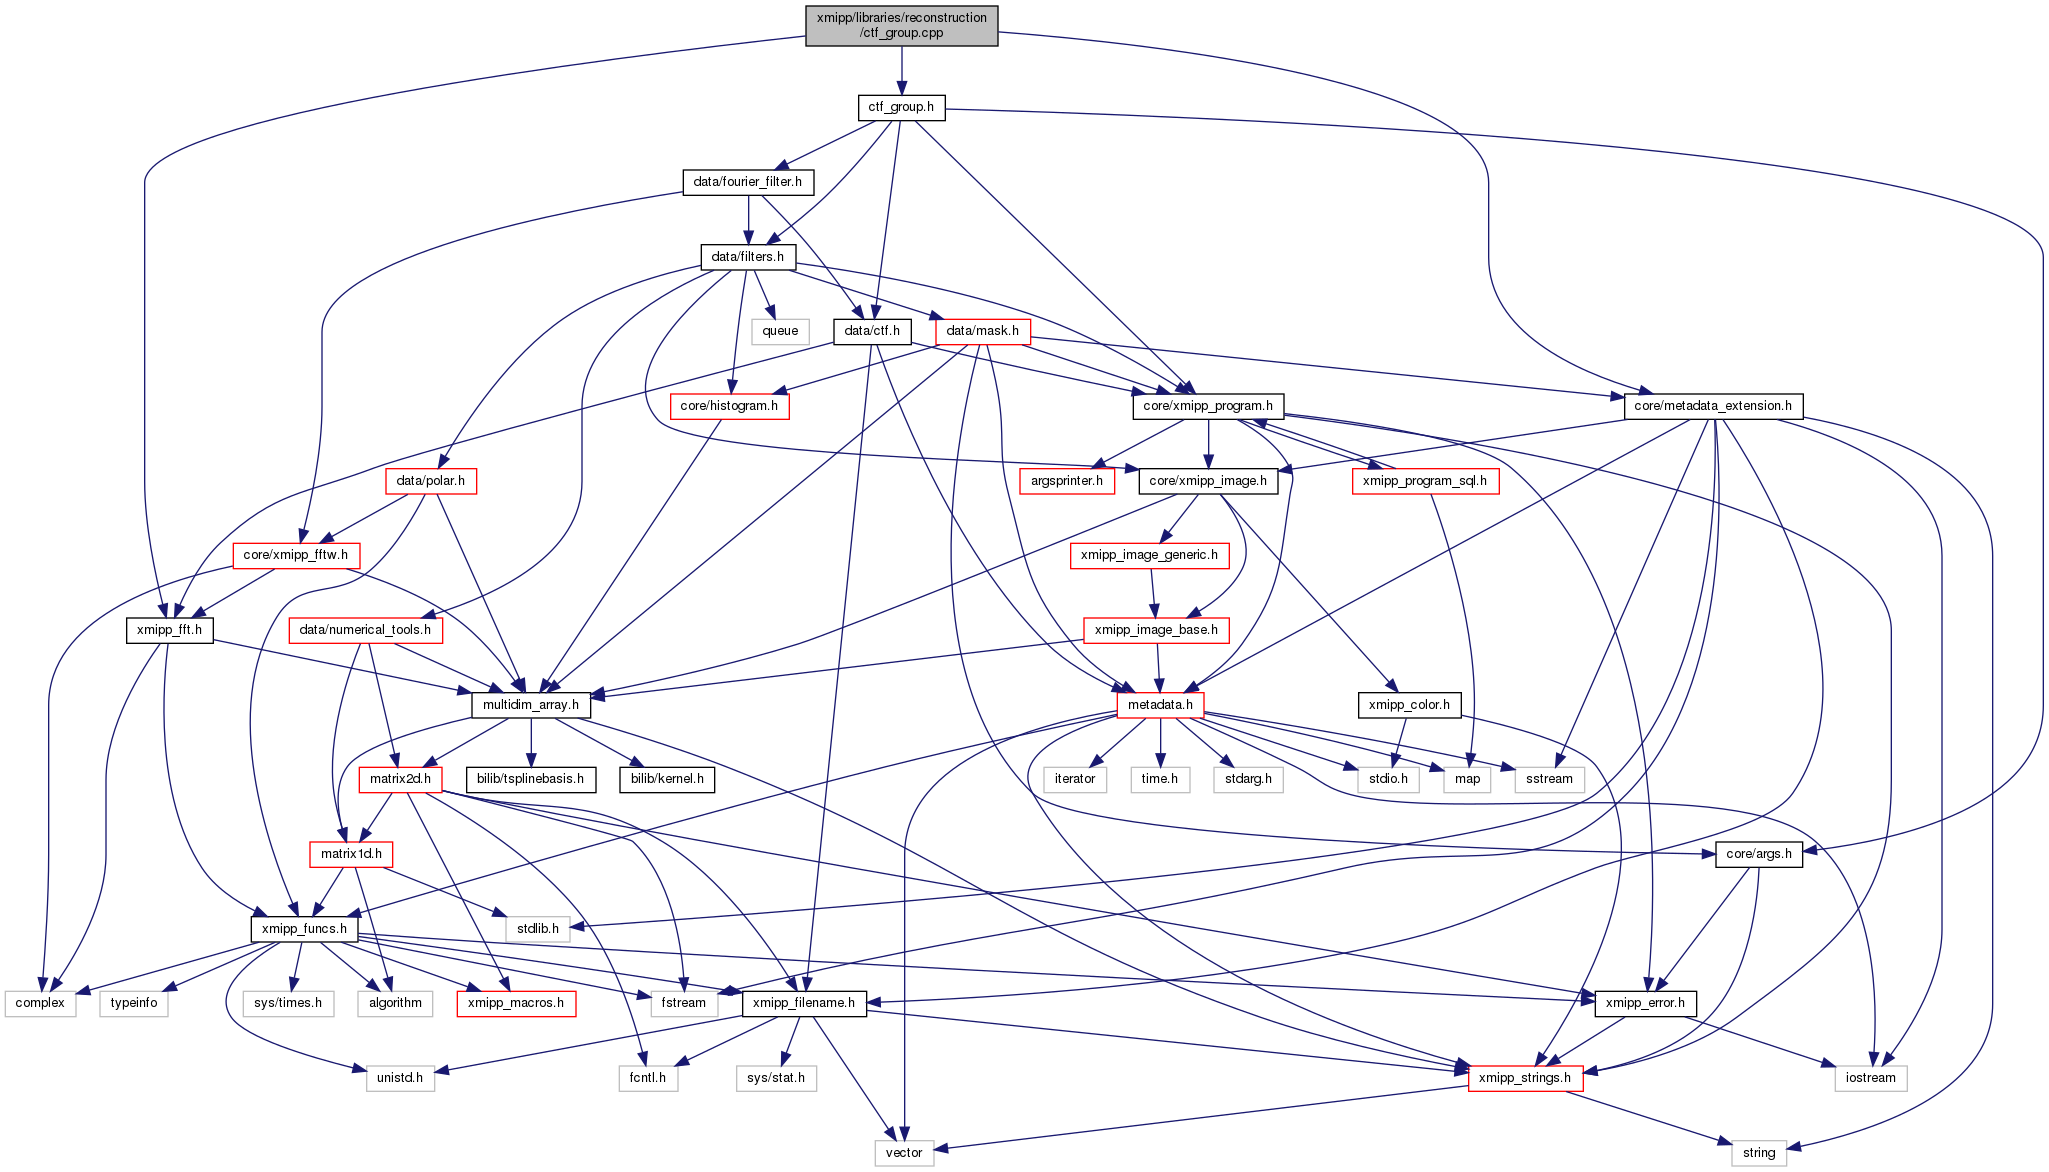 xmipp/libraries/reconstruction
/ctf_group.cpp
ctf_group.h
data/fourier_filter.h
data/filters.h
queue
data/ctf.h
data/mask.h
core/histogram.h
core/xmipp_program.h
core/metadata_extension.h
data/polar.h
argsprinter.h
core/xmipp_image.h
xmipp_program_sql.h
core/xmipp_fftw.h
xmipp_image_generic.h
xmipp_fft.h
data/numerical_tools.h
xmipp_image_base.h
multidim_array.h
metadata.h
xmipp_color.h
matrix2d.h
bilib/tsplinebasis.h
bilib/kernel.h
iterator
time.h
stdarg.h
stdio.h
map
sstream
matrix1d.h
core/args.h
xmipp_funcs.h
stdlib.h
complex
typeinfo
sys/times.h
algorithm
xmipp_macros.h
fstream
xmipp_filename.h
xmipp_error.h
unistd.h
fcntl.h
sys/stat.h
xmipp_strings.h
iostream
vector
string